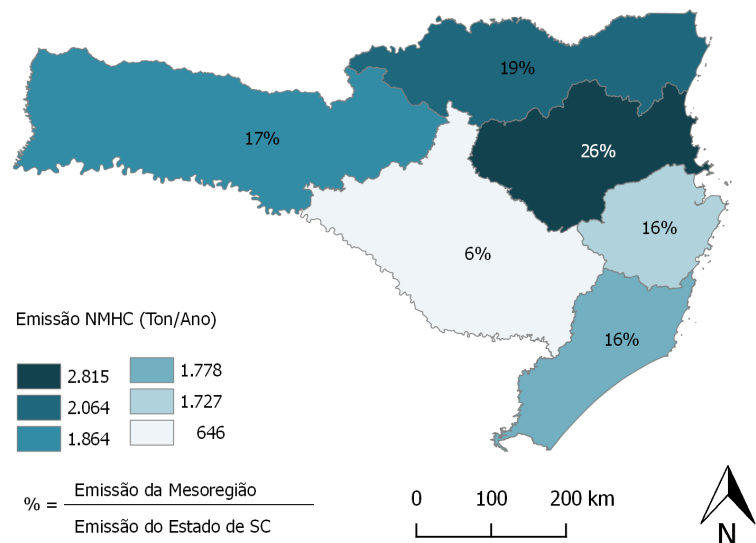 19%
17%
26%
16%
6%
16%
Emissão NMHC (Ton/Ano)
2.815
2.064
1.864
1.778
1.727
646
% = Emissão da Mesoregião
Emissão do Estado de SC
0 100 200 km
N